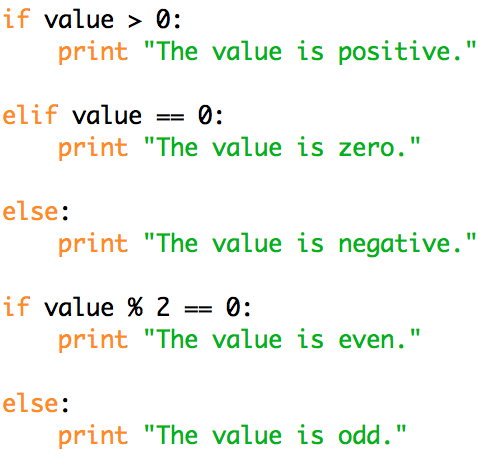 if value > 0:
    print "The value is positive."
elif value == 0:
    print "The value is zero."
else:
    print "The value is negative."
if value % 2 == 0:
    print "The value is even."
else:
    print "The value is odd."